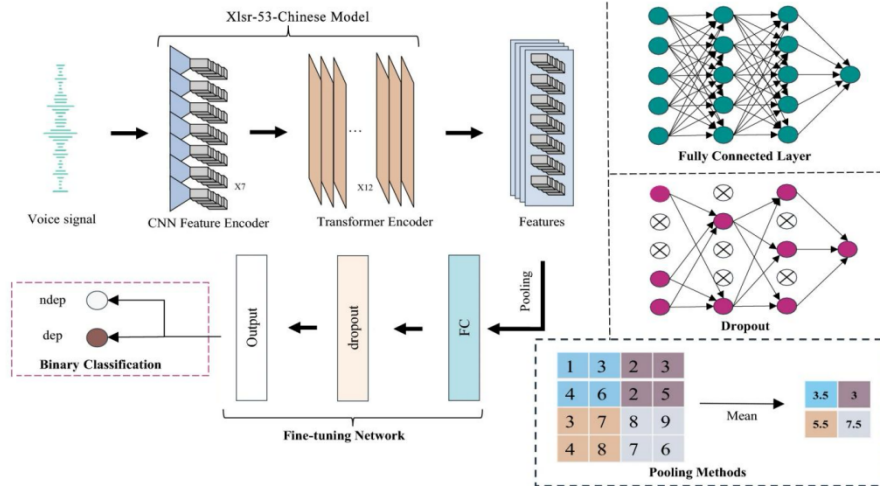 Xlsr-53-Chinese Model
Voice signal
X7
CNN Feature Encoder
...
X12
Transformer Encoder
Features
Fully Connected Layer
Dropout
Pooling
FC
dropout
Output
ndep
dep
Binary Classification
Fine-tuning Network
1 3 2 3
4 6 2 5
3 7 8 9
4 8 7 6
Mean
3.5 3
5.5 7.5
Pooling Methods